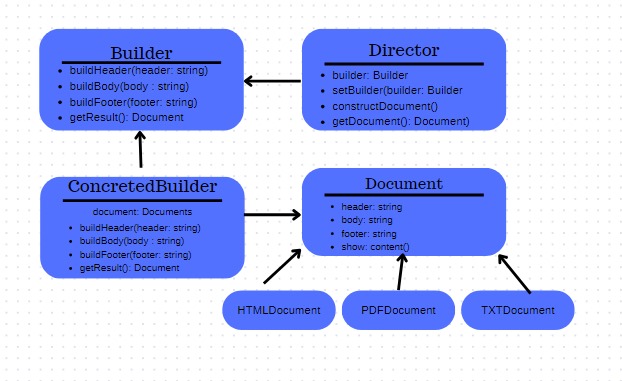 Builder
buildHeader(header: string)
buildBody(body : string)
buildFooter(footer: string)
getResult(): Document
Director
builder: Builder
setBuilder(builder: Builder
constructDocument()
getDocument(): Document)
ConcretedBuilder
document: Documents
buildHeader(header: string)
buildBody(body : string)
buildFooter(footer: string)
getResult(): Document
Document
header: string
body: string
footer: string
show: content()
HTMLDocument
PDFDocument
TXTDocument